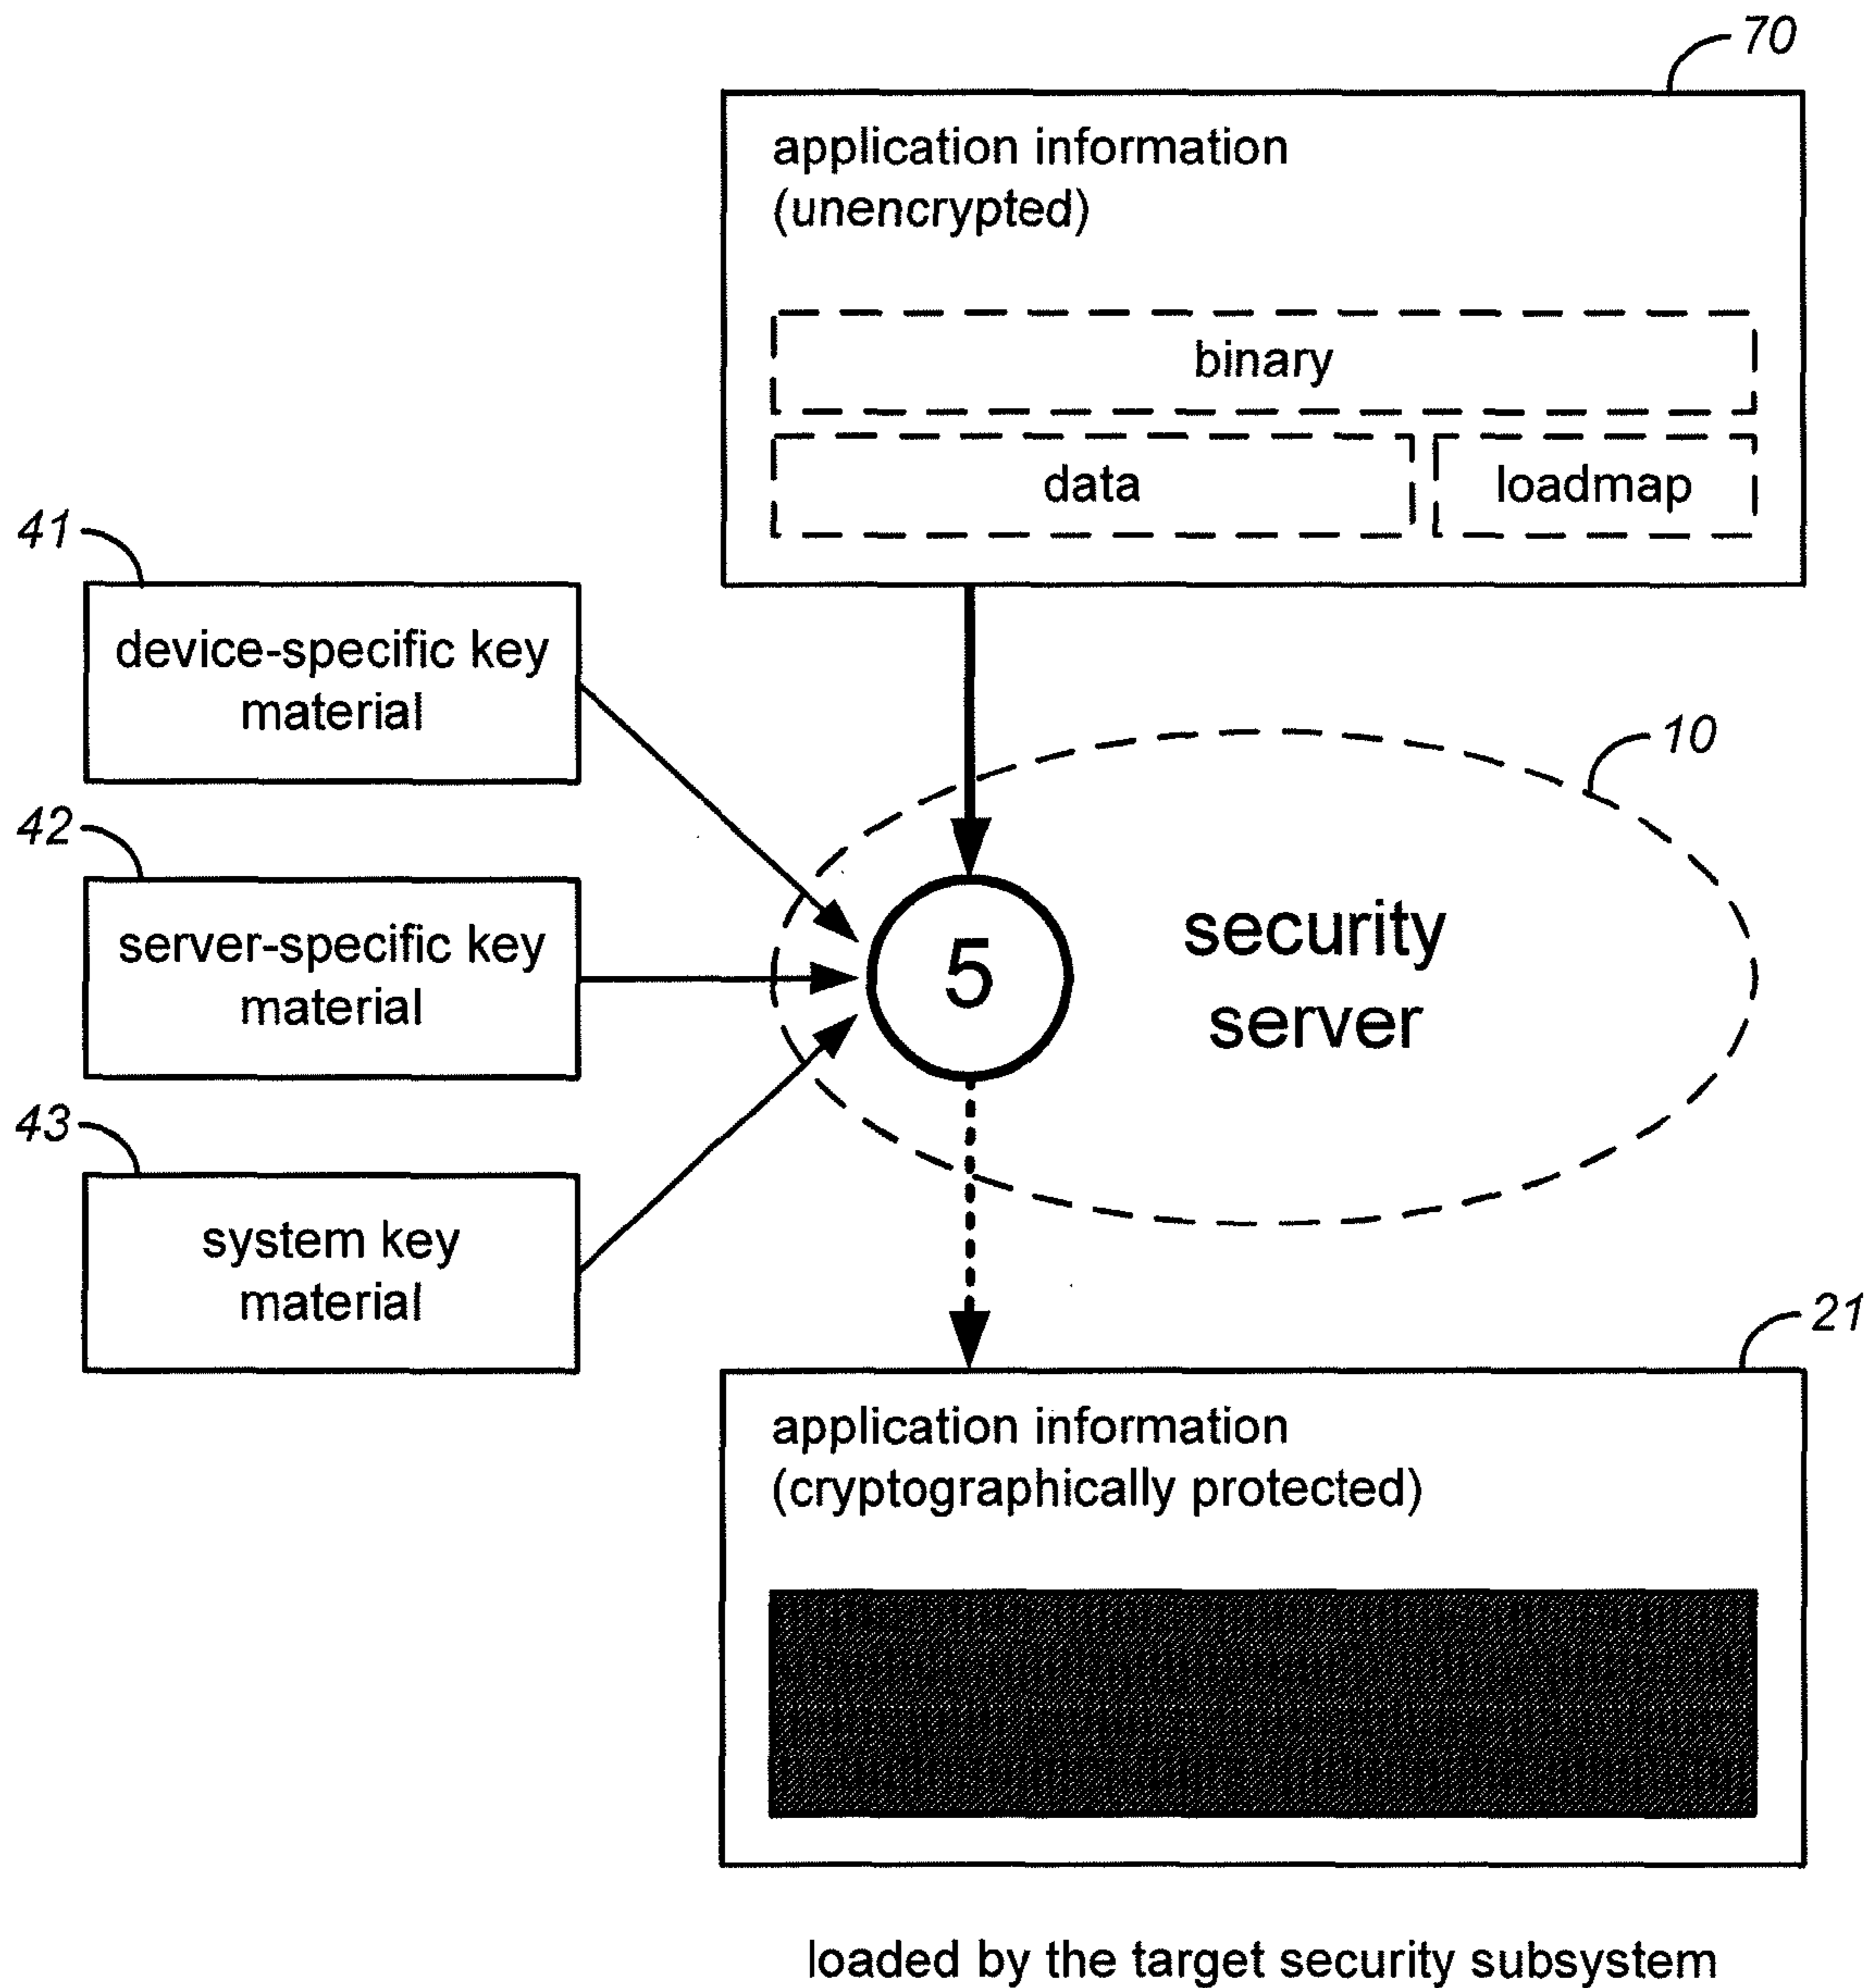 70
application information
(unencrypted)
binary
data
loadmap
41
device-specific key
material
10
42
server-specific key
material
5
security
server
43
system key
material
21
application information
(cryptographically protected)
loaded by the target security subsystem